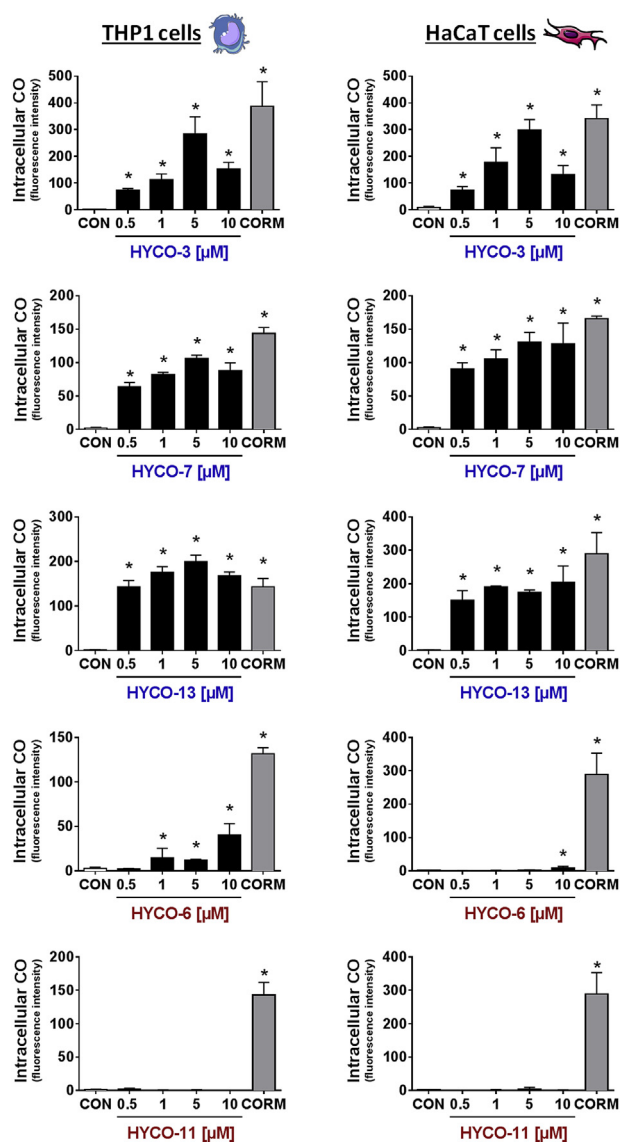 THP1 cells
HaCaT cells
Intracellular CO
(fluorescence intensity)
500
400
300
200
100
0
*
*
*
*
*
CON 0.5 1 5 10 CORM
HYCO-3 [µM]
Intracellular CO
(fluorescence intensity)
500
400
300
200
100
0
*
*
*
*
*
CON 0.5 1 5 10 CORM
HYCO-3 [µM]
Intracellular CO
(fluorescence intensity)
200
150
100
50
0
*
*
*
*
*
CON 0.5 1 5 10 CORM
HYCO-7 [µM]
Intracellular CO
(fluorescence intensity)
200
150
100
50
0
*
*
*
*
*
CON 0.5 1 5 10 CORM
HYCO-7 [µM]
Intracellular CO
(fluorescence intensity)
300
200
100
0
*
*
*
*
*
CON 0.5 1 5 10 CORM
HYCO-13 [µM]
Intracellular CO
(fluorescence intensity)
400
300
200
100
0
*
*
*
*
*
CON 0.5 1 5 10 CORM
HYCO-13 [µM]
Intracellular CO
(fluorescence intensity)
150
100
50
0
*
*
*
*
CON 0.5 1 5 10 CORM
HYCO-6 [µM]
Intracellular CO
(fluorescence intensity)
400
300
200
100
0
*
*
CON 0.5 1 5 10 CORM
HYCO-6 [µM]
Intracellular CO
(fluorescence intensity)
200
150
100
50
0
*
CON 0.5 1 5 10 CORM
HYCO-11 [µM]
Intracellular CO
(fluorescence intensity)
400
300
200
100
0
*
CON 0.5 1 5 10 CORM
HYCO-11 [µM]